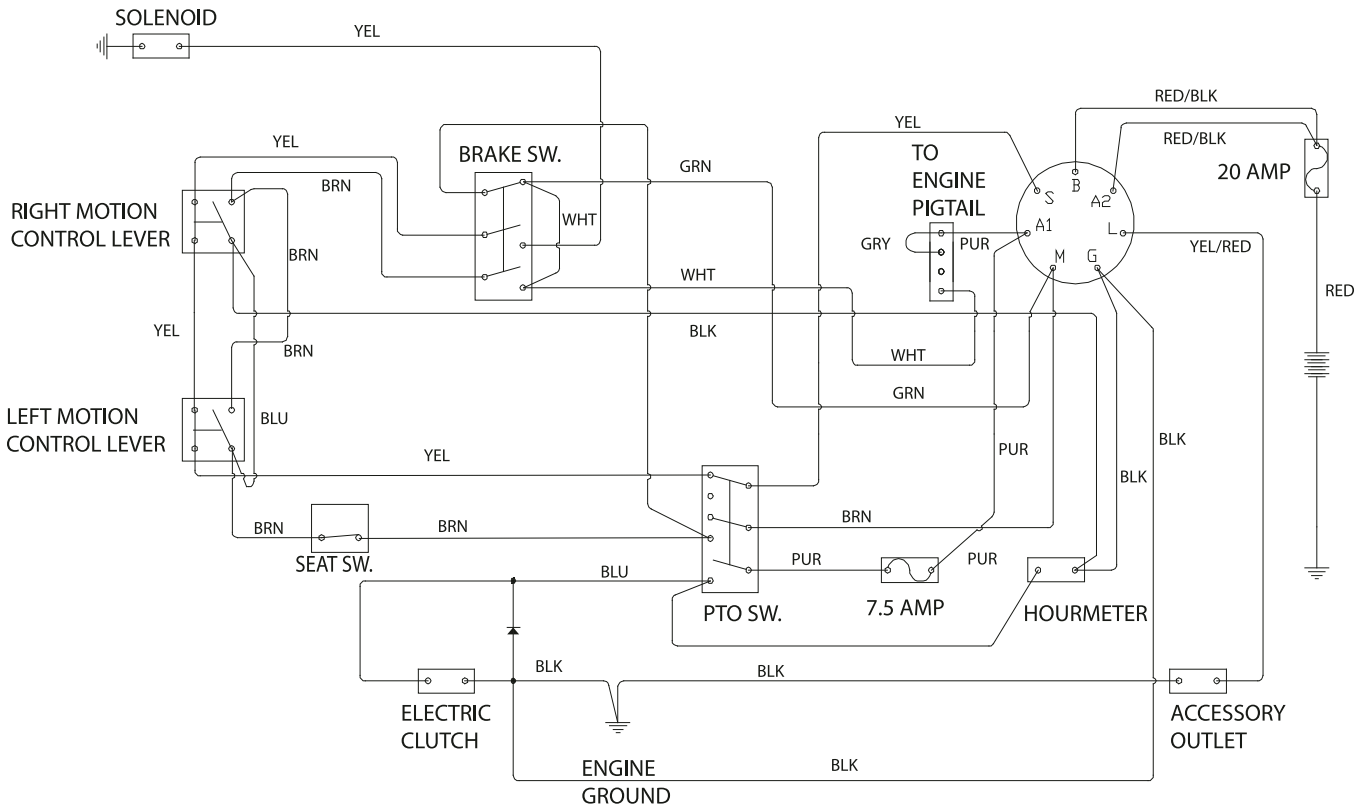 SOLENOID
YEL
RED/BLK
YEL
RED/BLK
YEL
BRAKE SW.
GRN
TO
ENGINE
PIGTAIL
20 AMP
BRN
B
S
A2
RIGHT MOTION
CONTROL LEVER
WHT
A1
L
GRY
PUR
YEL/RED
BRN
M
G
WHT
RED
YEL
BLK
BRN
WHT
LEFT MOTION
CONTROL LEVER
BLU
GRN
BLK
YEL
PUR
BLK
BRN
BRN
BRN
SEAT SW.
PUR
PUR
BLU
PTO SW.
7.5 AMP
HOURMETER
BLK
BLK
ELECTRIC
CLUTCH
ACCESSORY
OUTLET
ENGINE
GROUND
BLK